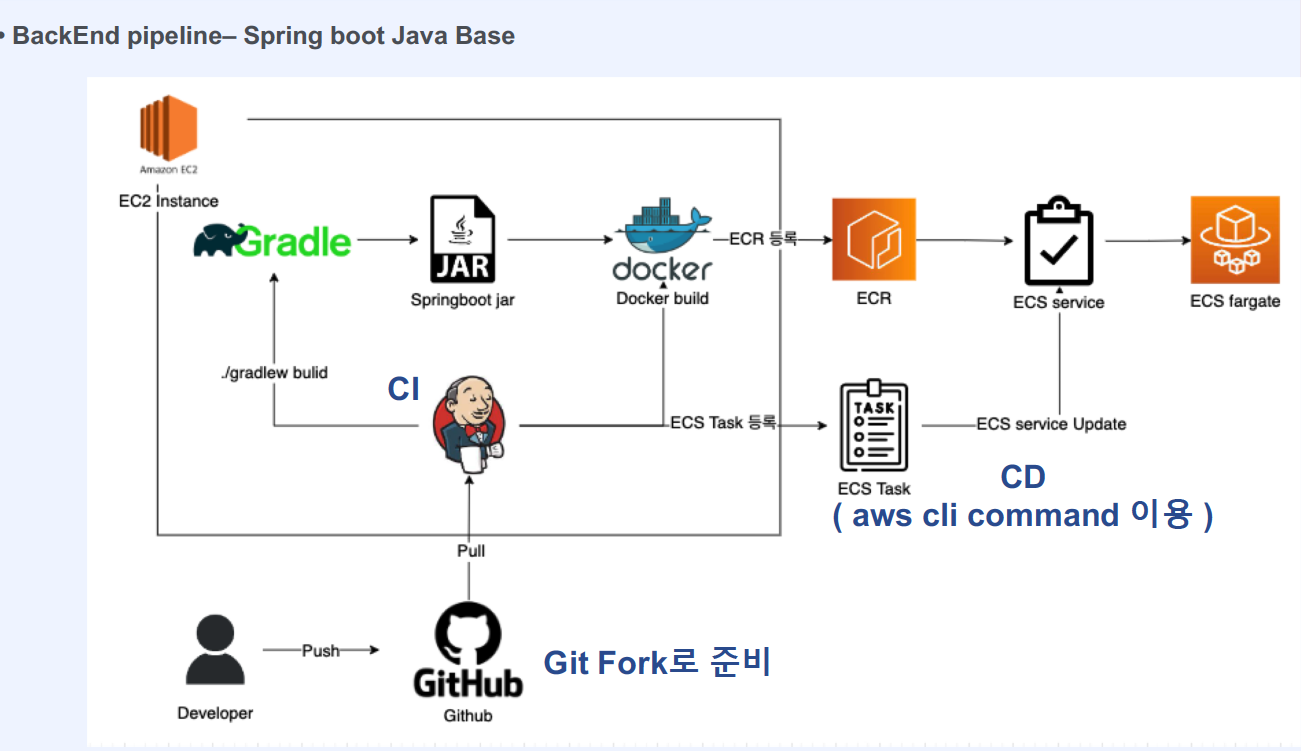 • BackEnd pipeline– Spring boot Java Base
Amazon EC2
EC2 Instance
Gradle
JAR
Springboot jar
docker
Docker build
ECR 등록
ECR
ECS service
ECS fargate
./gradlew bulid
CI
ECS Task 등록
TASK
ECS Task
ECS service Update
CD
( aws cli command 이용 )
Pull
Push
Developer
GitHub
Github
Git Fork로 준비